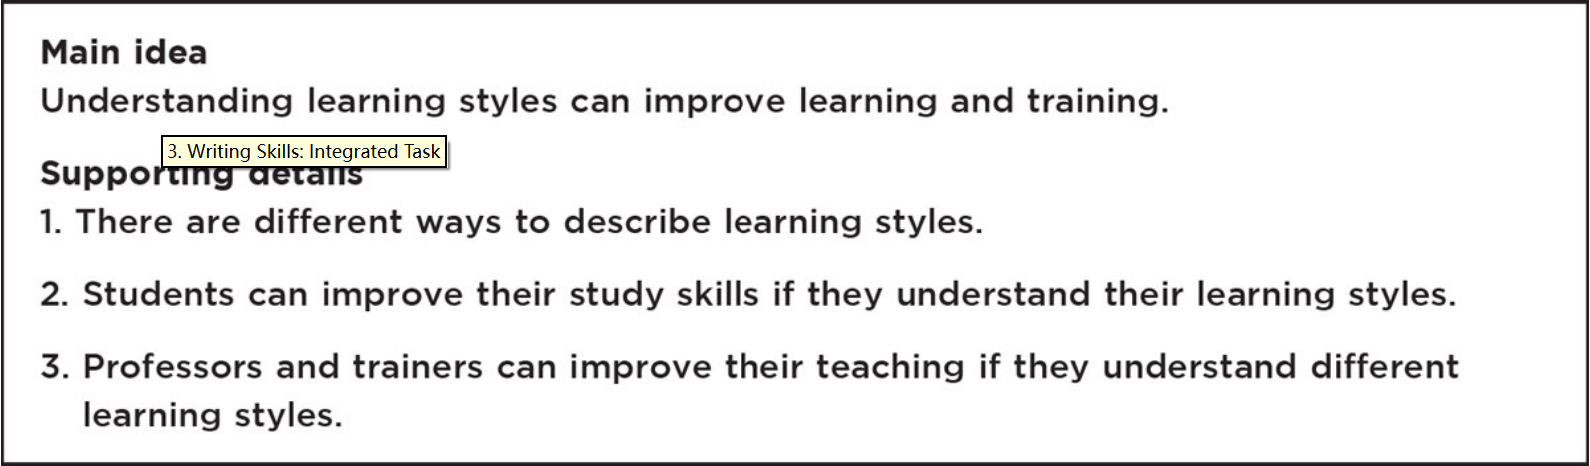 Main idea
Understanding learning styles can improve learning and training.
3. Writing Skills: Integrated Task
Supporting details
1. There are different ways to describe learning styles.
2. Students can improve their study skills if they understand their learning styles.
3. Professors and trainers can improve their teaching if they understand different
learning styles.